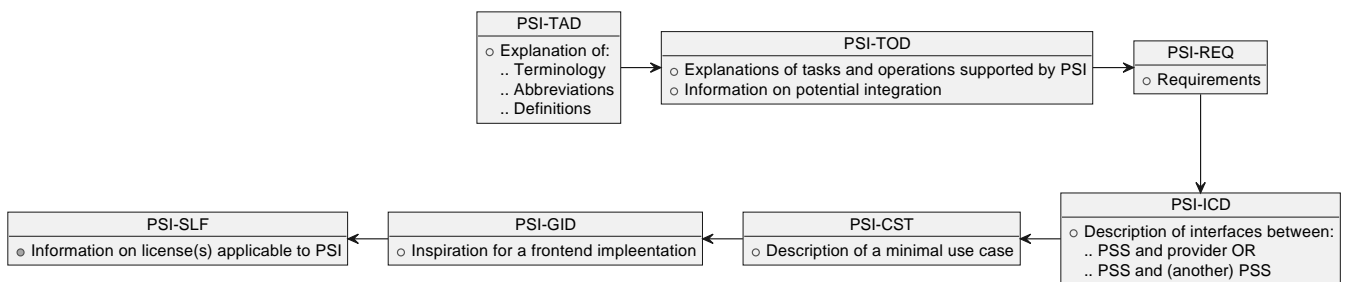 PSI-TAD
Explanation of:
.. Terminology
.. Abbreviations
.. Definitions
PSI-TOD
Explanations of tasks and operations supported by PSI
Information on potential integration
PSI-REQ
Requirements
PSI-ICD
Description of interfaces between:
.. PSS and provider OR
.. PSS and (another) PSS
PSI-CST
Description of a minimal use case
PSI-GID
Inspiration for a frontend impleentation
PSI-SLF
Information on license(s) applicable to PSI